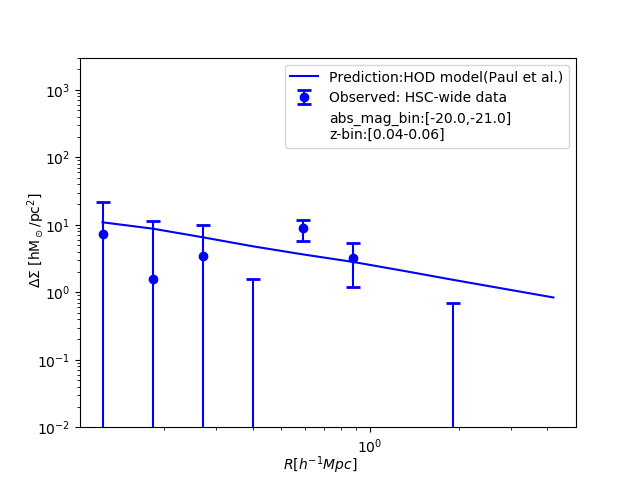 10³
10²
10¹
10⁰
10⁻¹
10⁻²
ΔΣ [hM⊙/pc²]
Prediction:HOD model(Paul et al.)
Observed: HSC-wide data
abs_mag_bin:[-20.0,-21.0]
z-bin:[0.04-0.06]
10⁰
R[h⁻¹Mpc]